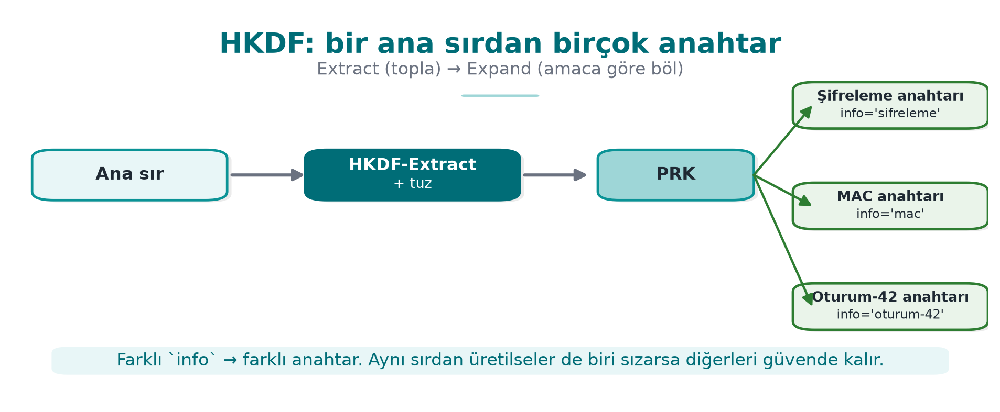 HKDF: bir ana sırdan birçok anahtar
Extract (topla) → Expand (amaca göre böl)
Ana sır
HKDF-Extract
+ tuz
PRK
Şifreleme anahtarı
info='sifreleme'
MAC anahtarı
info='mac'
Oturum-42 anahtarı
info='oturum-42'
Farklı `info` → farklı anahtar. Aynı sırdan üretilseler de biri sızarsa diğerleri güvende kalır.